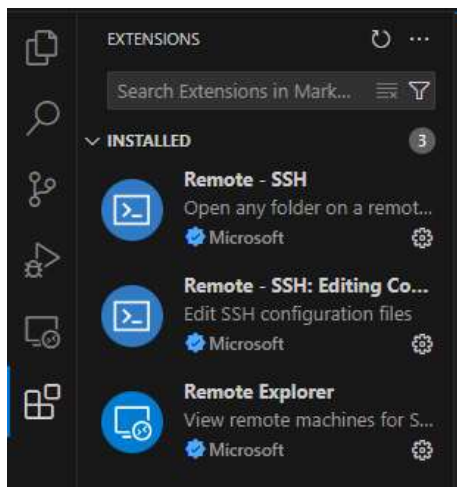 EXTENSIONS
Search Extensions in Mark...
INSTALLED 3
Remote - SSH
Open any folder on a remot...
Microsoft
Remote - SSH: Editing Co...
Edit SSH configuration files
Microsoft
Remote Explorer
View remote machines for S...
Microsoft